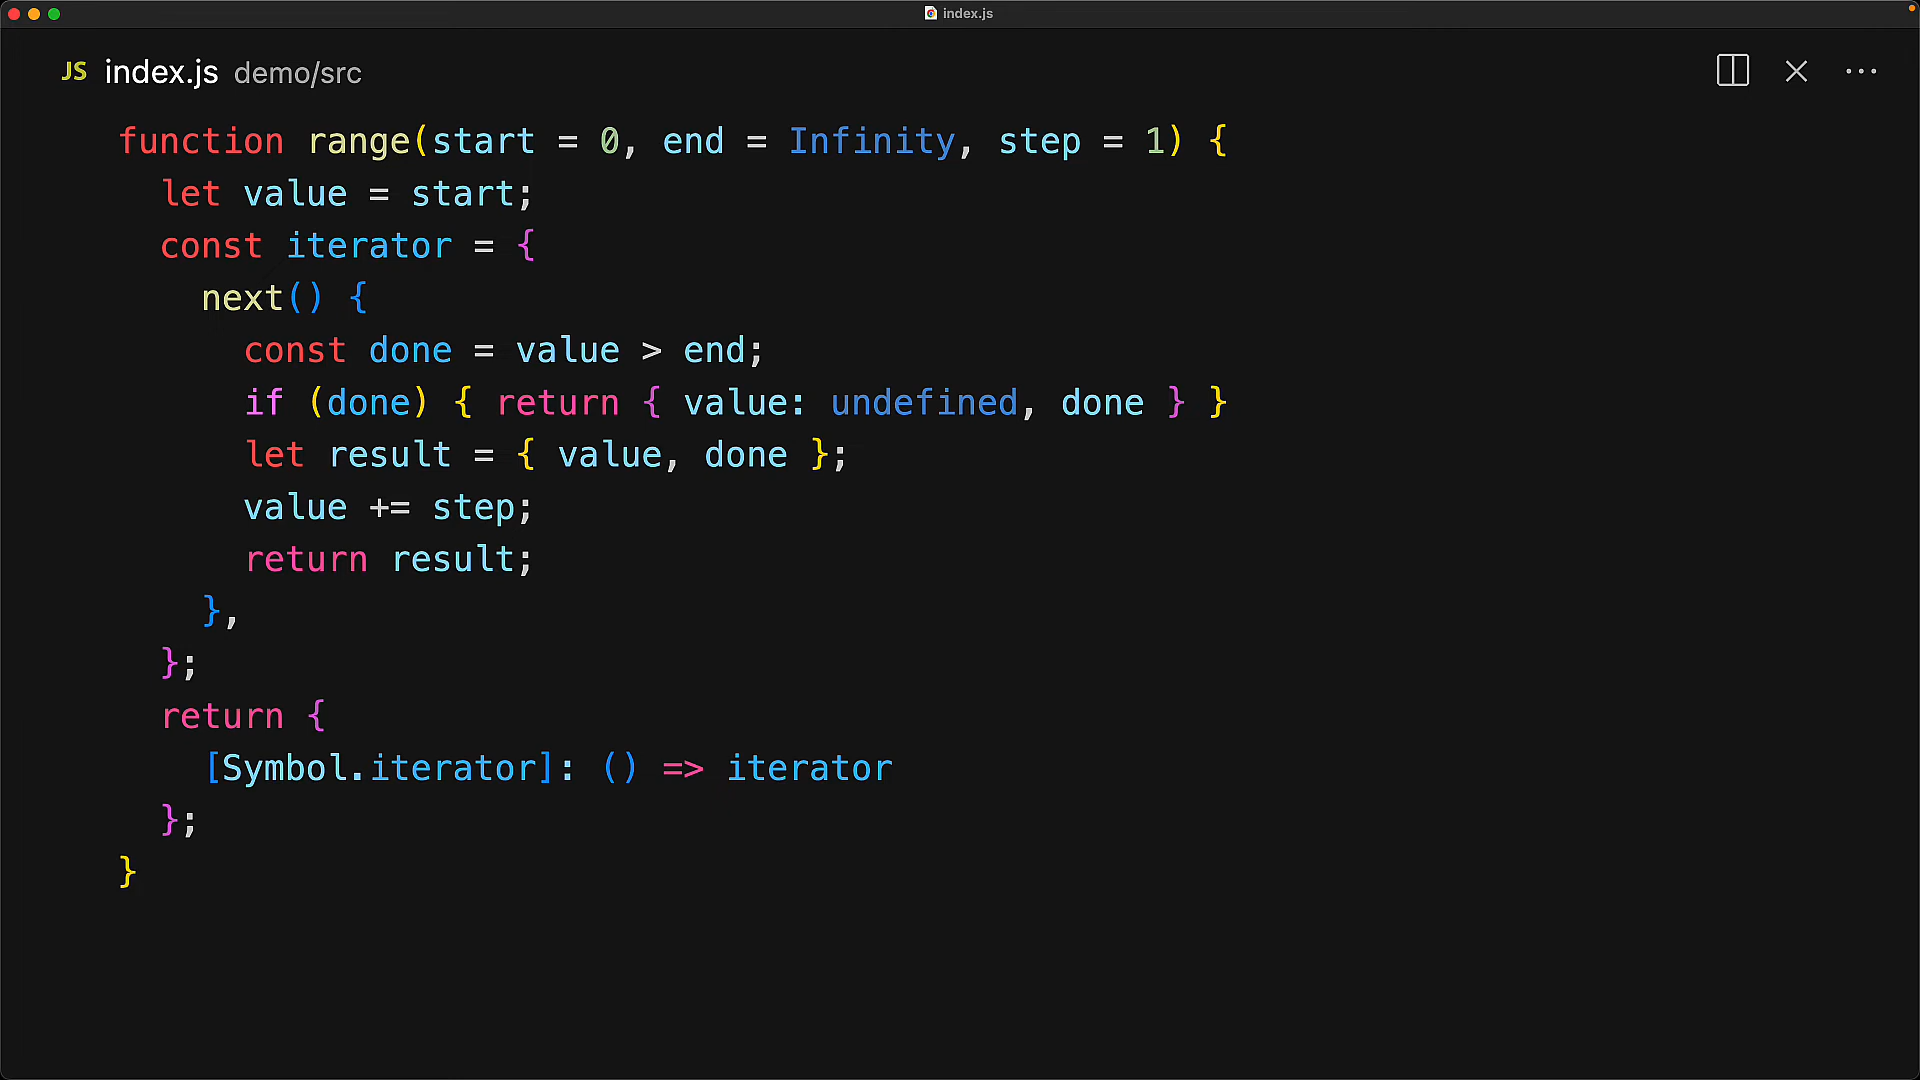 index.js
JS index.js demo/src
function range(start = 0, end = Infinity, step = 1) {
  let value = start;
  const iterator = {
    next() {
      const done = value > end;
      if (done) { return { value: undefined, done } }
      let result = { value, done };
      value += step;
      return result;
    },
  };
  return {
    [Symbol.iterator]: () => iterator
  };
}